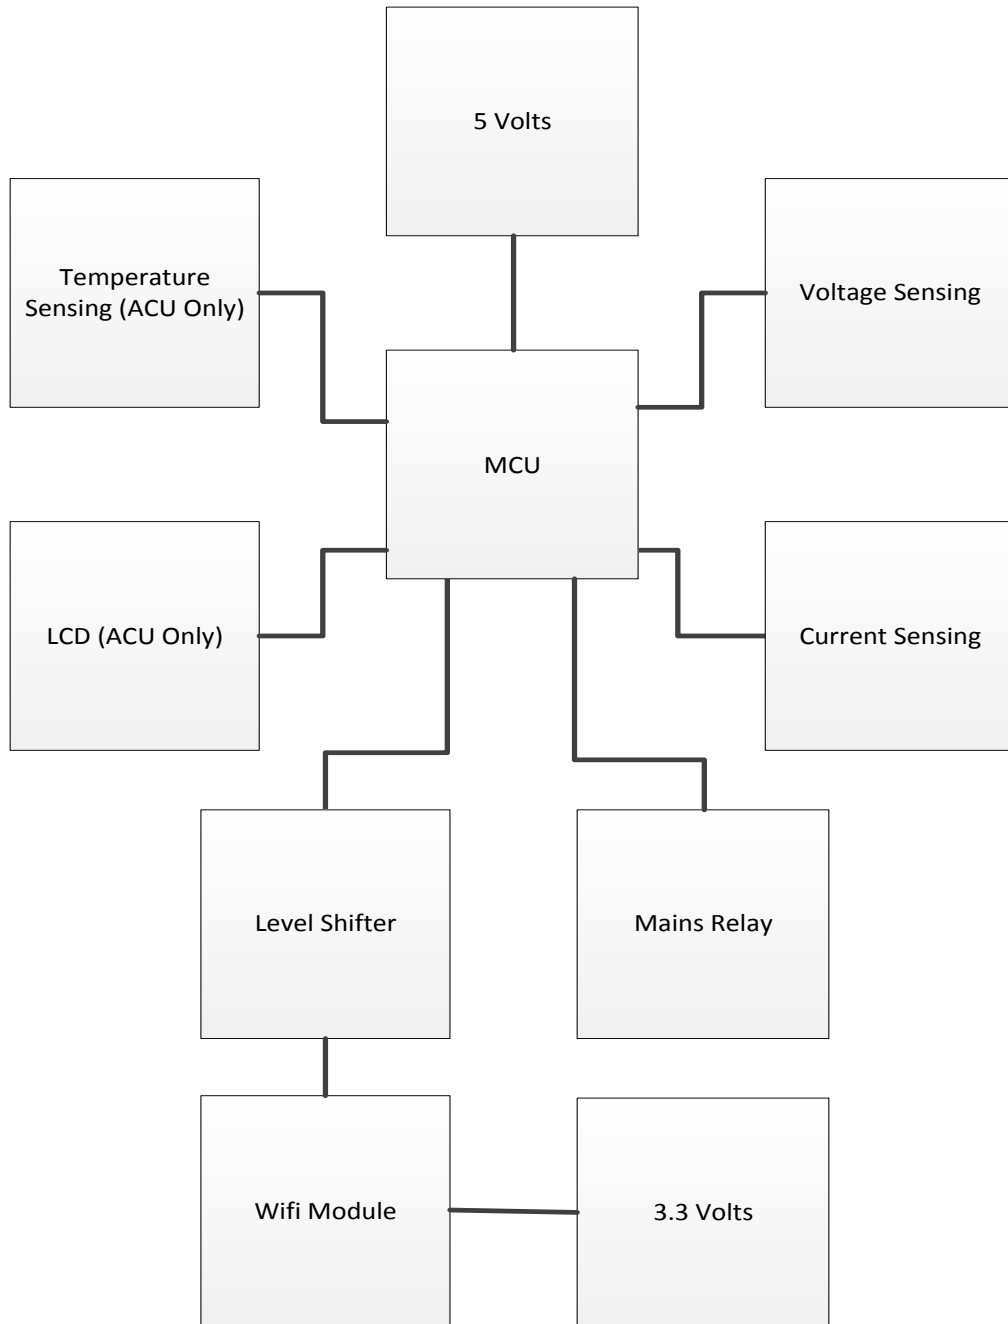 5 Volts
Temperature
Sensing (ACU Only)
Voltage Sensing
MCU
LCD (ACU Only)
Current Sensing
Level Shifter
Mains Relay
Wifi Module
3.3 Volts